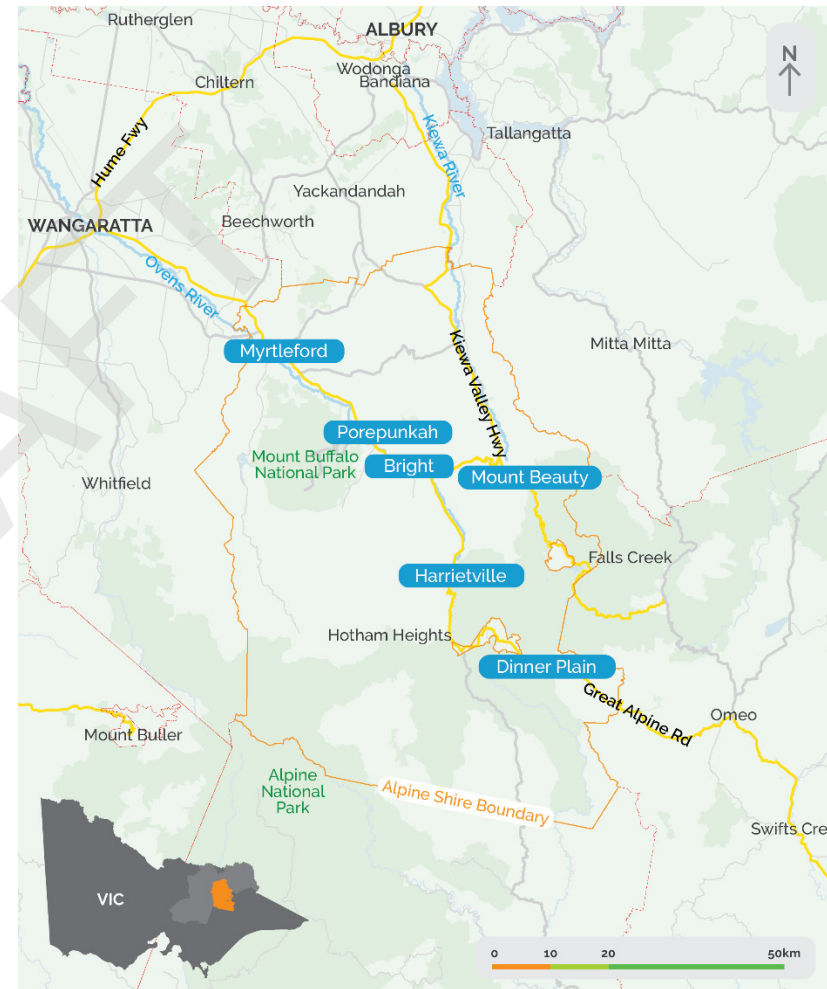 Rutherglen
ALBURY
N
Wodonga
Bandiana
Chiltern
Hume Fwy
Kiewa River
Tallangatta
Yackandandah
WANGARATTA
Beechworth
Ovens River
Myrtleford
Mitta Mitta
Kiewa Valley Hwy
Porepunkah
Mount Buffalo
National Park
Bright
Mount Beauty
Whitfield
Falls Creek
Harrietville
Hotham Heights
Dinner Plain
Great Alpine Rd
Omeo
Mount Buller
Alpine
National
Park
Alpine Shire Boundary
Swifts Cre
VIC
0 10 20 50km